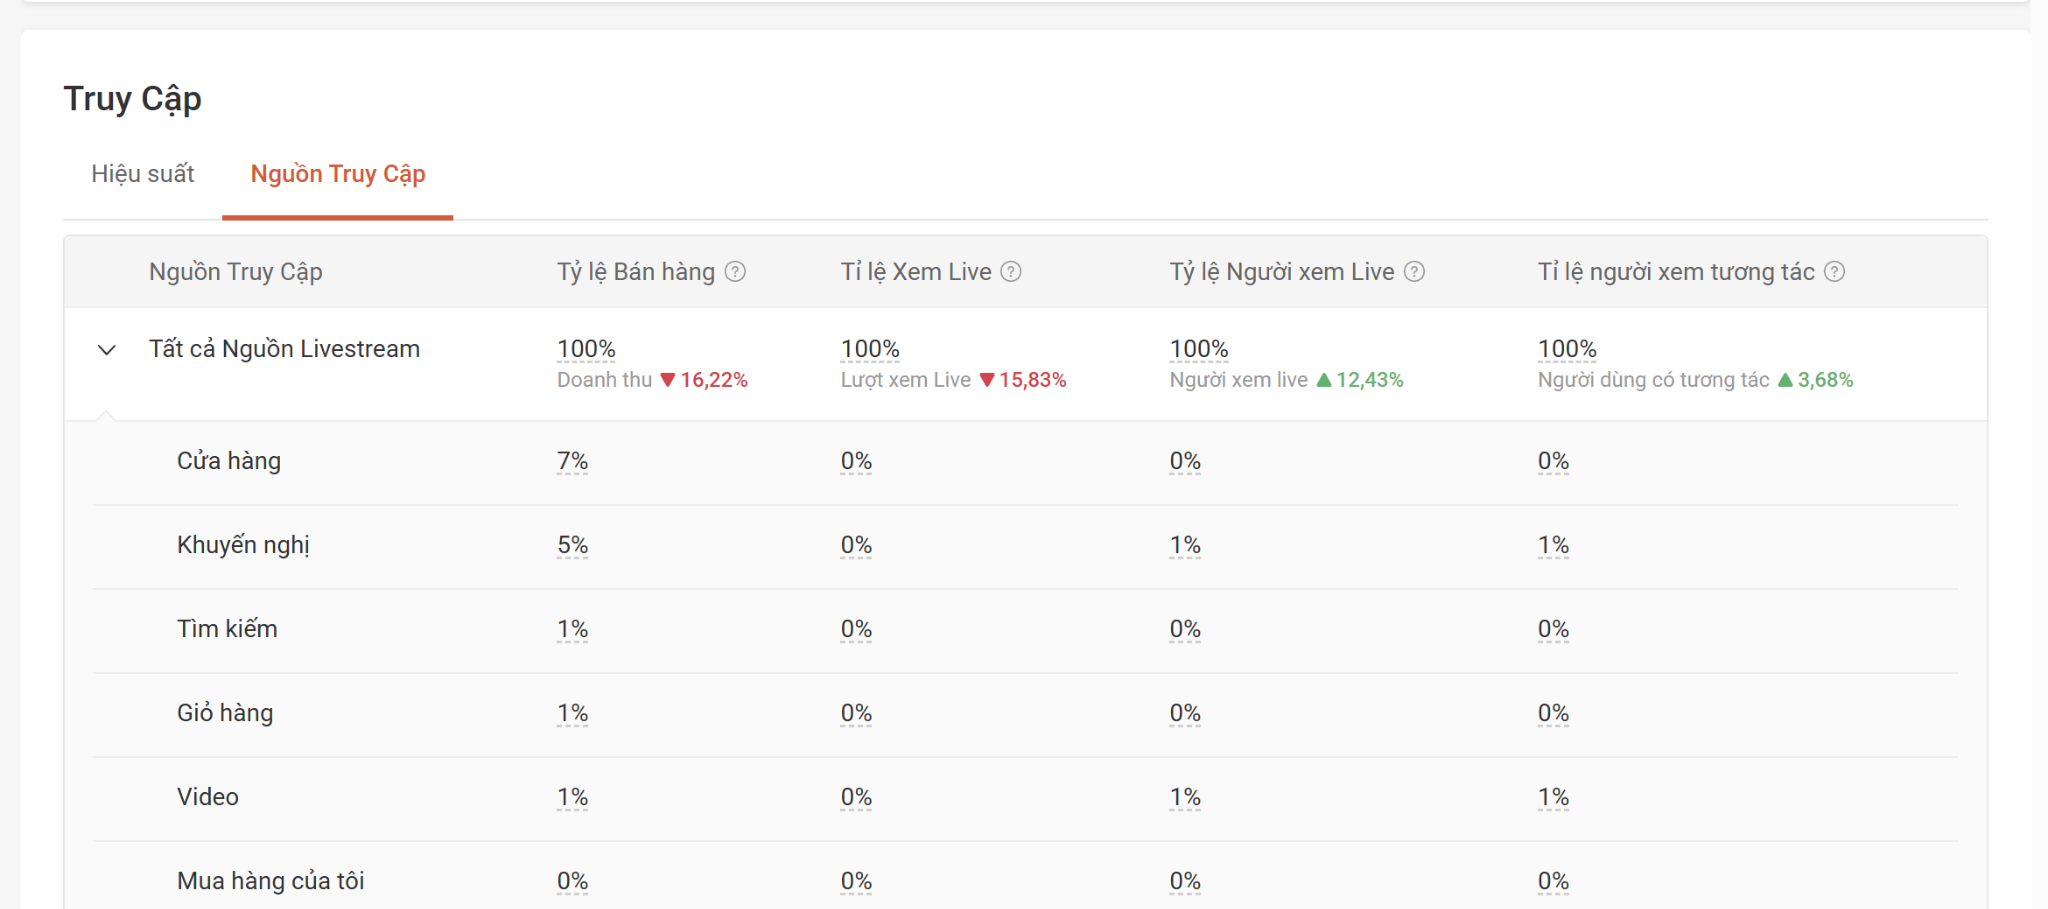 Truy Cập
Hiệu suất Nguồn Truy Cập
Nguồn Truy Cập Tỷ lệ Bán hàng ? Tỉ lệ Xem Live ? Tỷ lệ Người xem Live ? Tỉ lệ người xem tương tác ?
Tất cả Nguồn Livestream 100% 100% 100% 100%
Doanh thu ▼ 16,22% Lượt xem Live ▼ 15,83% Người xem live ▲ 12,43% Người dùng có tương tác ▲ 3,68%
Cửa hàng 7% 0% 0% 0%
Khuyến nghị 5% 0% 1% 1%
Tìm kiếm 1% 0% 0% 0%
Giỏ hàng 1% 0% 0% 0%
Video 1% 0% 1% 1%
Mua hàng của tôi 0% 0% 0% 0%